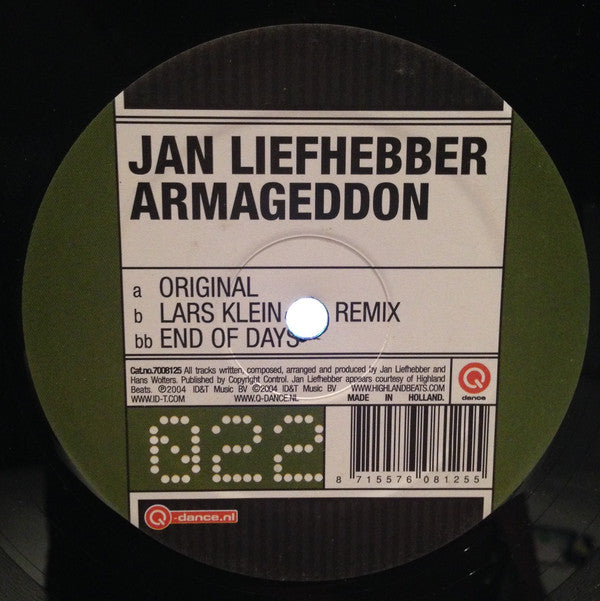 JAN LIEFHEBBER
ARMAGEDDON
a ORIGINAL
b LARS KLEIN REMIX
bb END OF DAYS
Cat.no.7008125 All tracks written, composed, arranged and produced by Jan Liefhebber and
Hans Wolters. Published by Copyright Control. Jan Liefhebber appears courtesy of Highland
Beats. ℗2004 ID&T Music BV ©2004 ID&T Music BV WWW.HIGHLANDBEATS.COM
WWW.ID-T.COM WWW.Q-DANCE.NL MADE IN HOLLAND.
Q
dance
022
8 715576 081255
Q-dance.nl